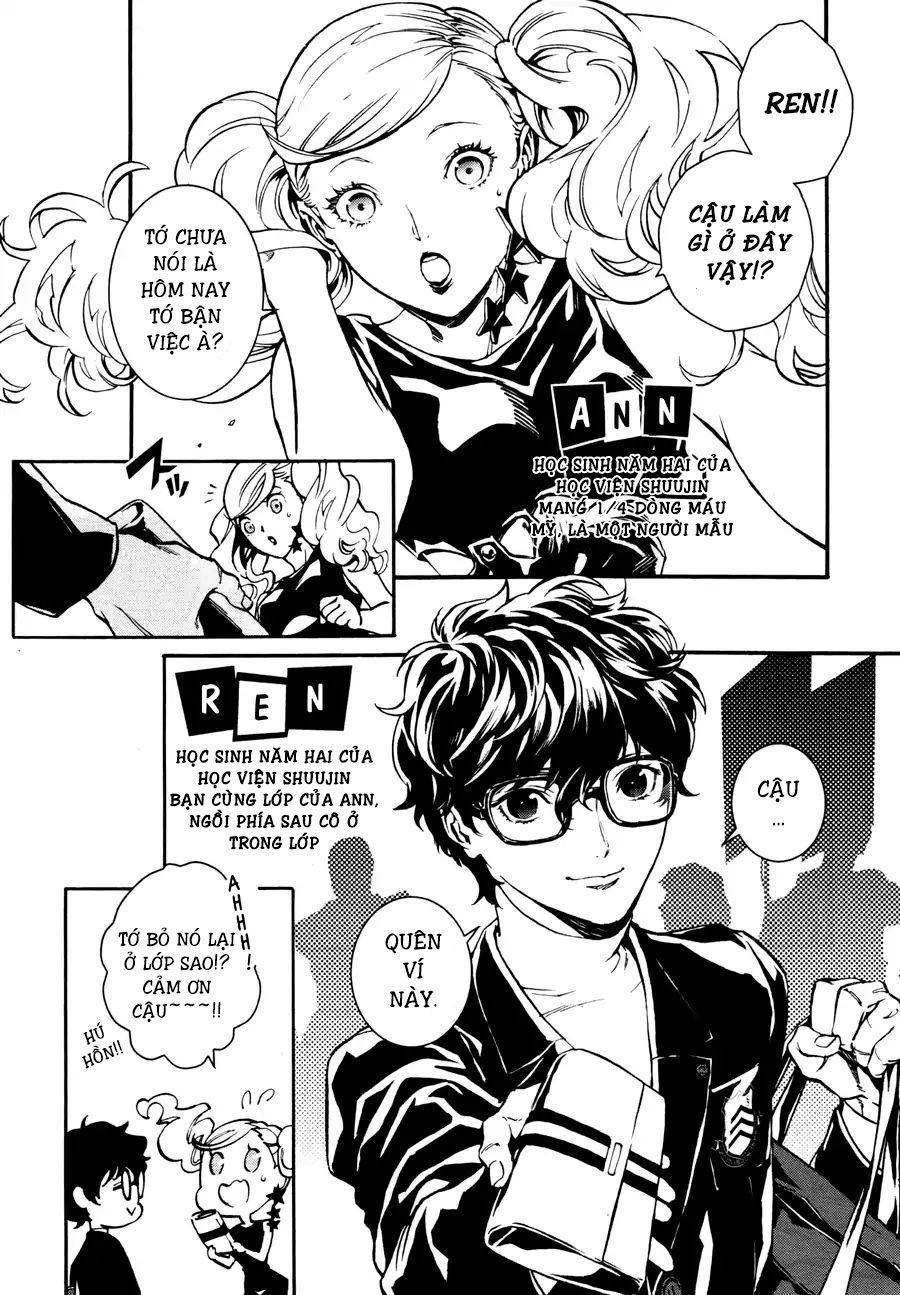 REN!!
CẬU LÀM
GÌ Ở ĐÂY
VẬY!?
TỚ CHƯA
NÓI LÀ
HÔM NAY
TỚ BẬN
VIỆC À?
ANN
HỌC SINH NĂM HAI CỦA
HỌC VIỆN SHUUJIN
MANG 1/4 DÒNG MÁU
MỸ, LÀ MỘT NGƯỜI MẪU
REN
HỌC SINH NĂM HAI CỦA
HỌC VIỆN SHUUJIN
BẠN CÙNG LỚP CỦA ANN,
NGỒI PHÍA SAU CÔ Ở
TRONG LỚP
CẬU
...
QUÊN
VÍ
NÀY.
AHHH!
TỚ BỎ NÓ LẠI
Ở LỚP SAO!?
CẢM ƠN
CẬU~~~!!
HÚ
HỒN!!